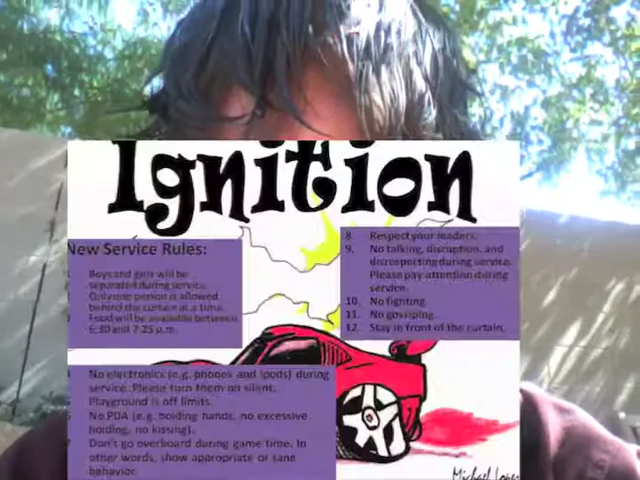 Ignition
New Service Rules:
Boys and girls will be
separated during service.
Only one person is allowed
behind the curtain at a time.
Food will be available between
6:30 and 7:25 p.m.
No electronics (e.g. phones and ipods) during
service. Please turn them on silent.
Playground is off limits.
No PDA (e.g. holding hands, no excessive
holding, no kissing).
Don't go overboard during game time. In
other words, show appropriate or sane
behavior.
8. Respect your leaders.
9. No talking, disruption, and
disrespecting during service.
Please pay attention during
service.
10. No fighting.
11. No gossiping.
12. Stay in front of the curtain.
Michael